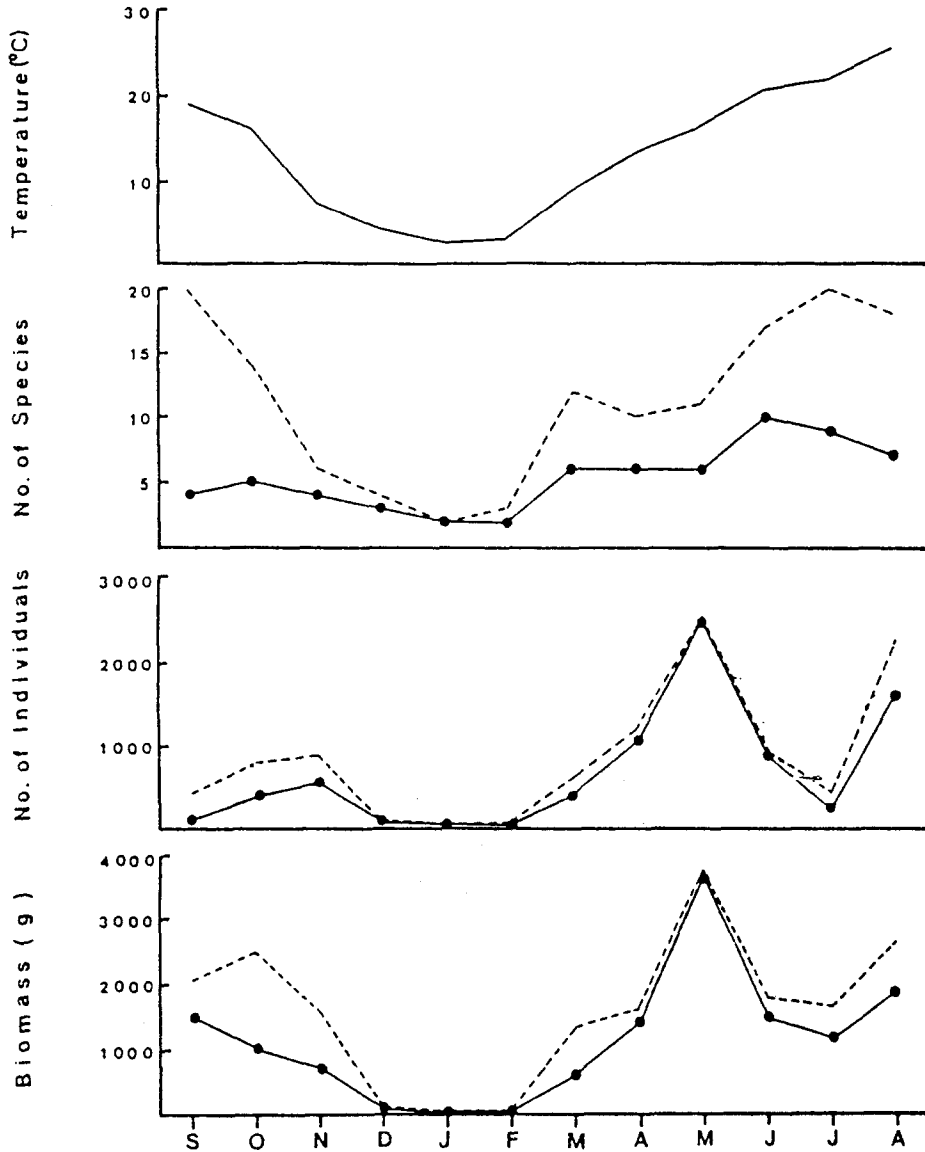 Temperature (°C)
30
20
10
No. of Species
20
15
10
5
No. of Individuals
3000
2000
1000
Biomass (g)
4000
3000
2000
1000
S O N D J F M A M J J A